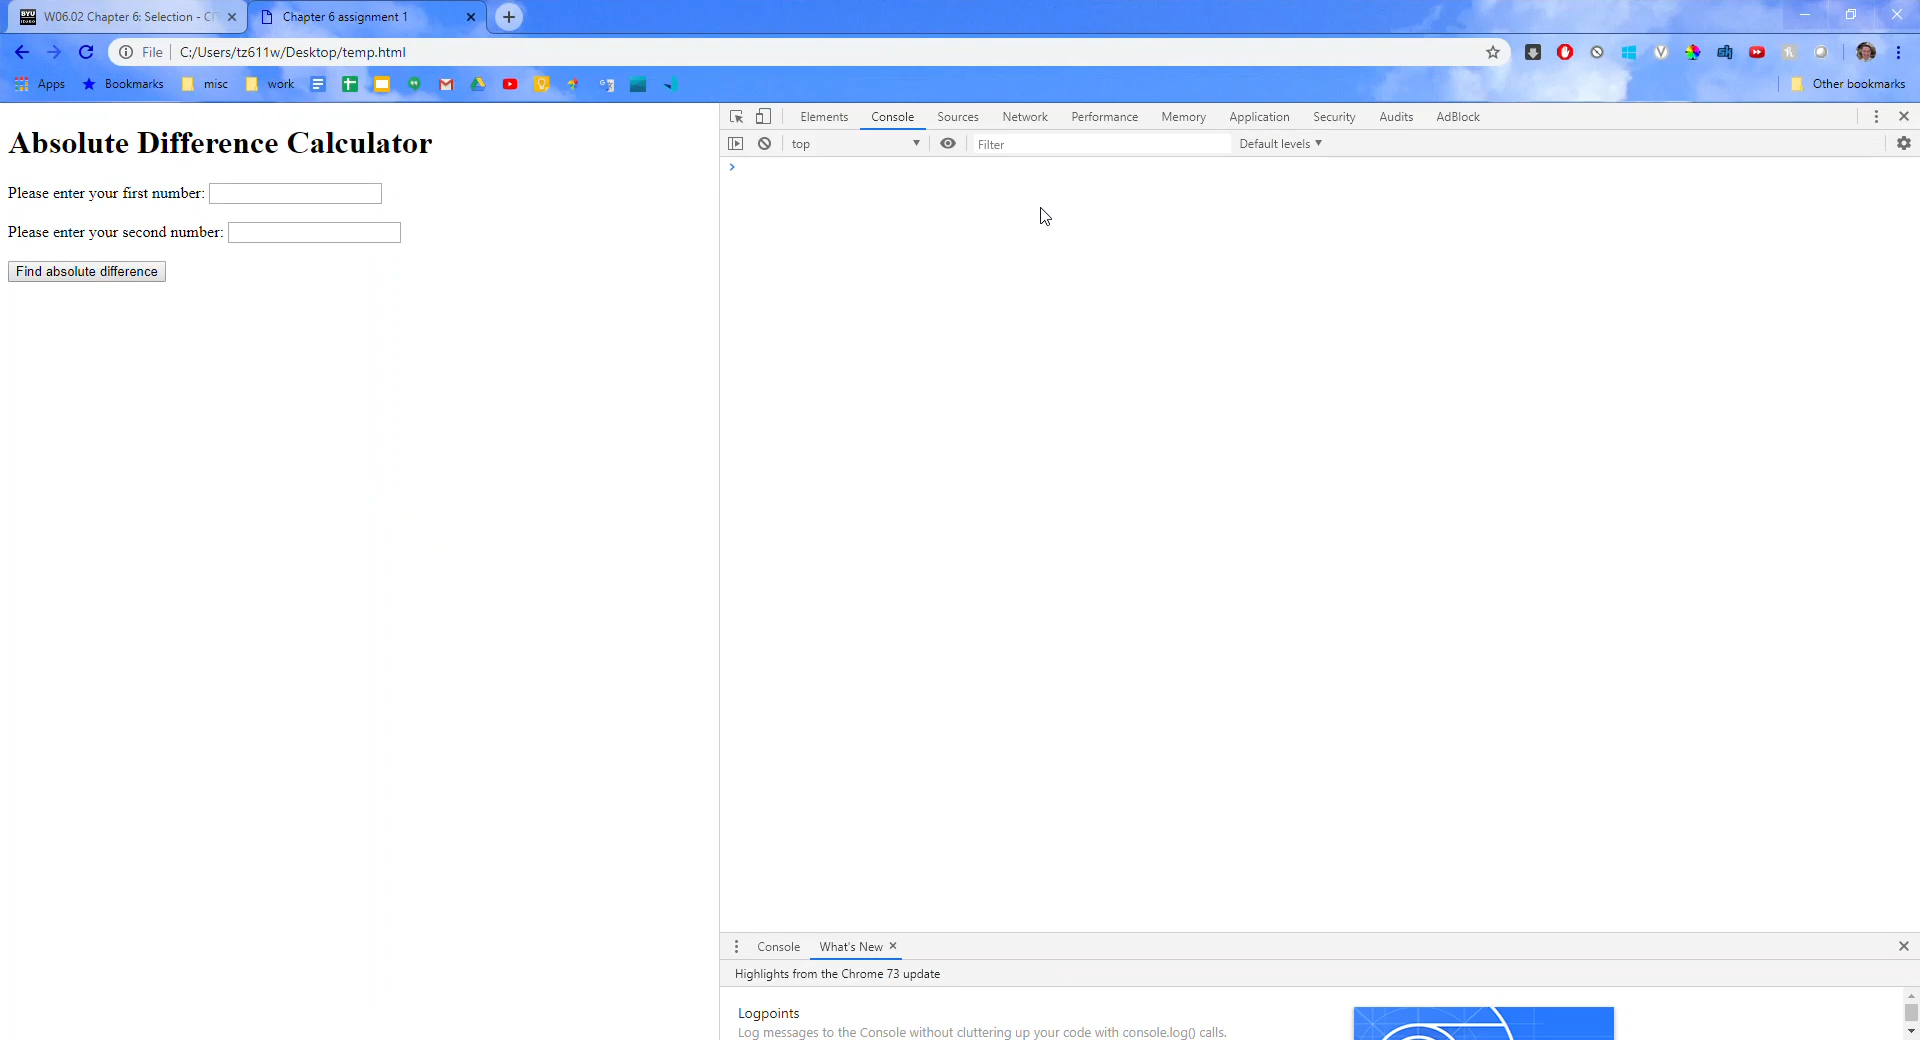 W06.02 Chapter 6: Selection - CI
Chapter 6 assignment 1
File
C:/Users/tz611w/Desktop/temp.html
Apps
Bookmarks
misc
work
Other bookmarks
Absolute Difference Calculator
Please enter your first number:
Please enter your second number:
Find absolute difference
Elements Console Sources Network Performance Memory Application Security Audits AdBlock
top
Filter
Default levels
Console What's New
Highlights from the Chrome 73 update
Logpoints
Log messages to the Console without cluttering up your code with console.log() calls.